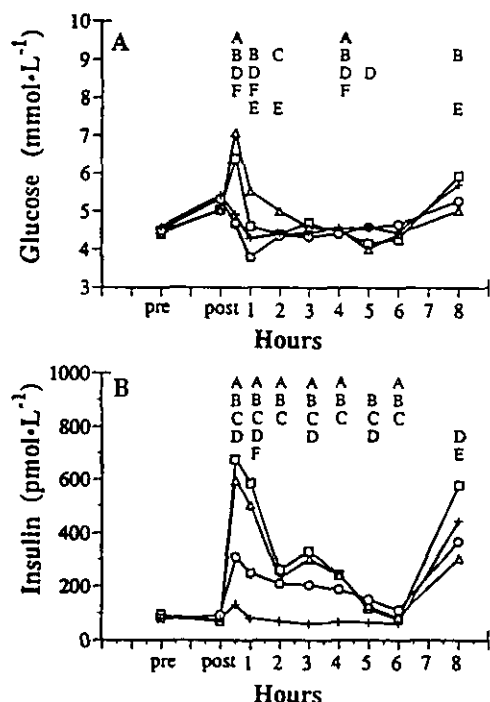 A
10
9
8
7
6
5
4
3
Glucose (mmol·L⁻¹)
A A
B B C B B
D D D D
F F F
E E E
pre post 1 2 3 4 5 6 7 8
Hours
B
1000
800
600
400
200
0
Insulin (pmol·L⁻¹)
A A A A A A
B B B B B B B
C C C C C C C
D D D D D
F E
pre post 1 2 3 4 5 6 7 8
Hours